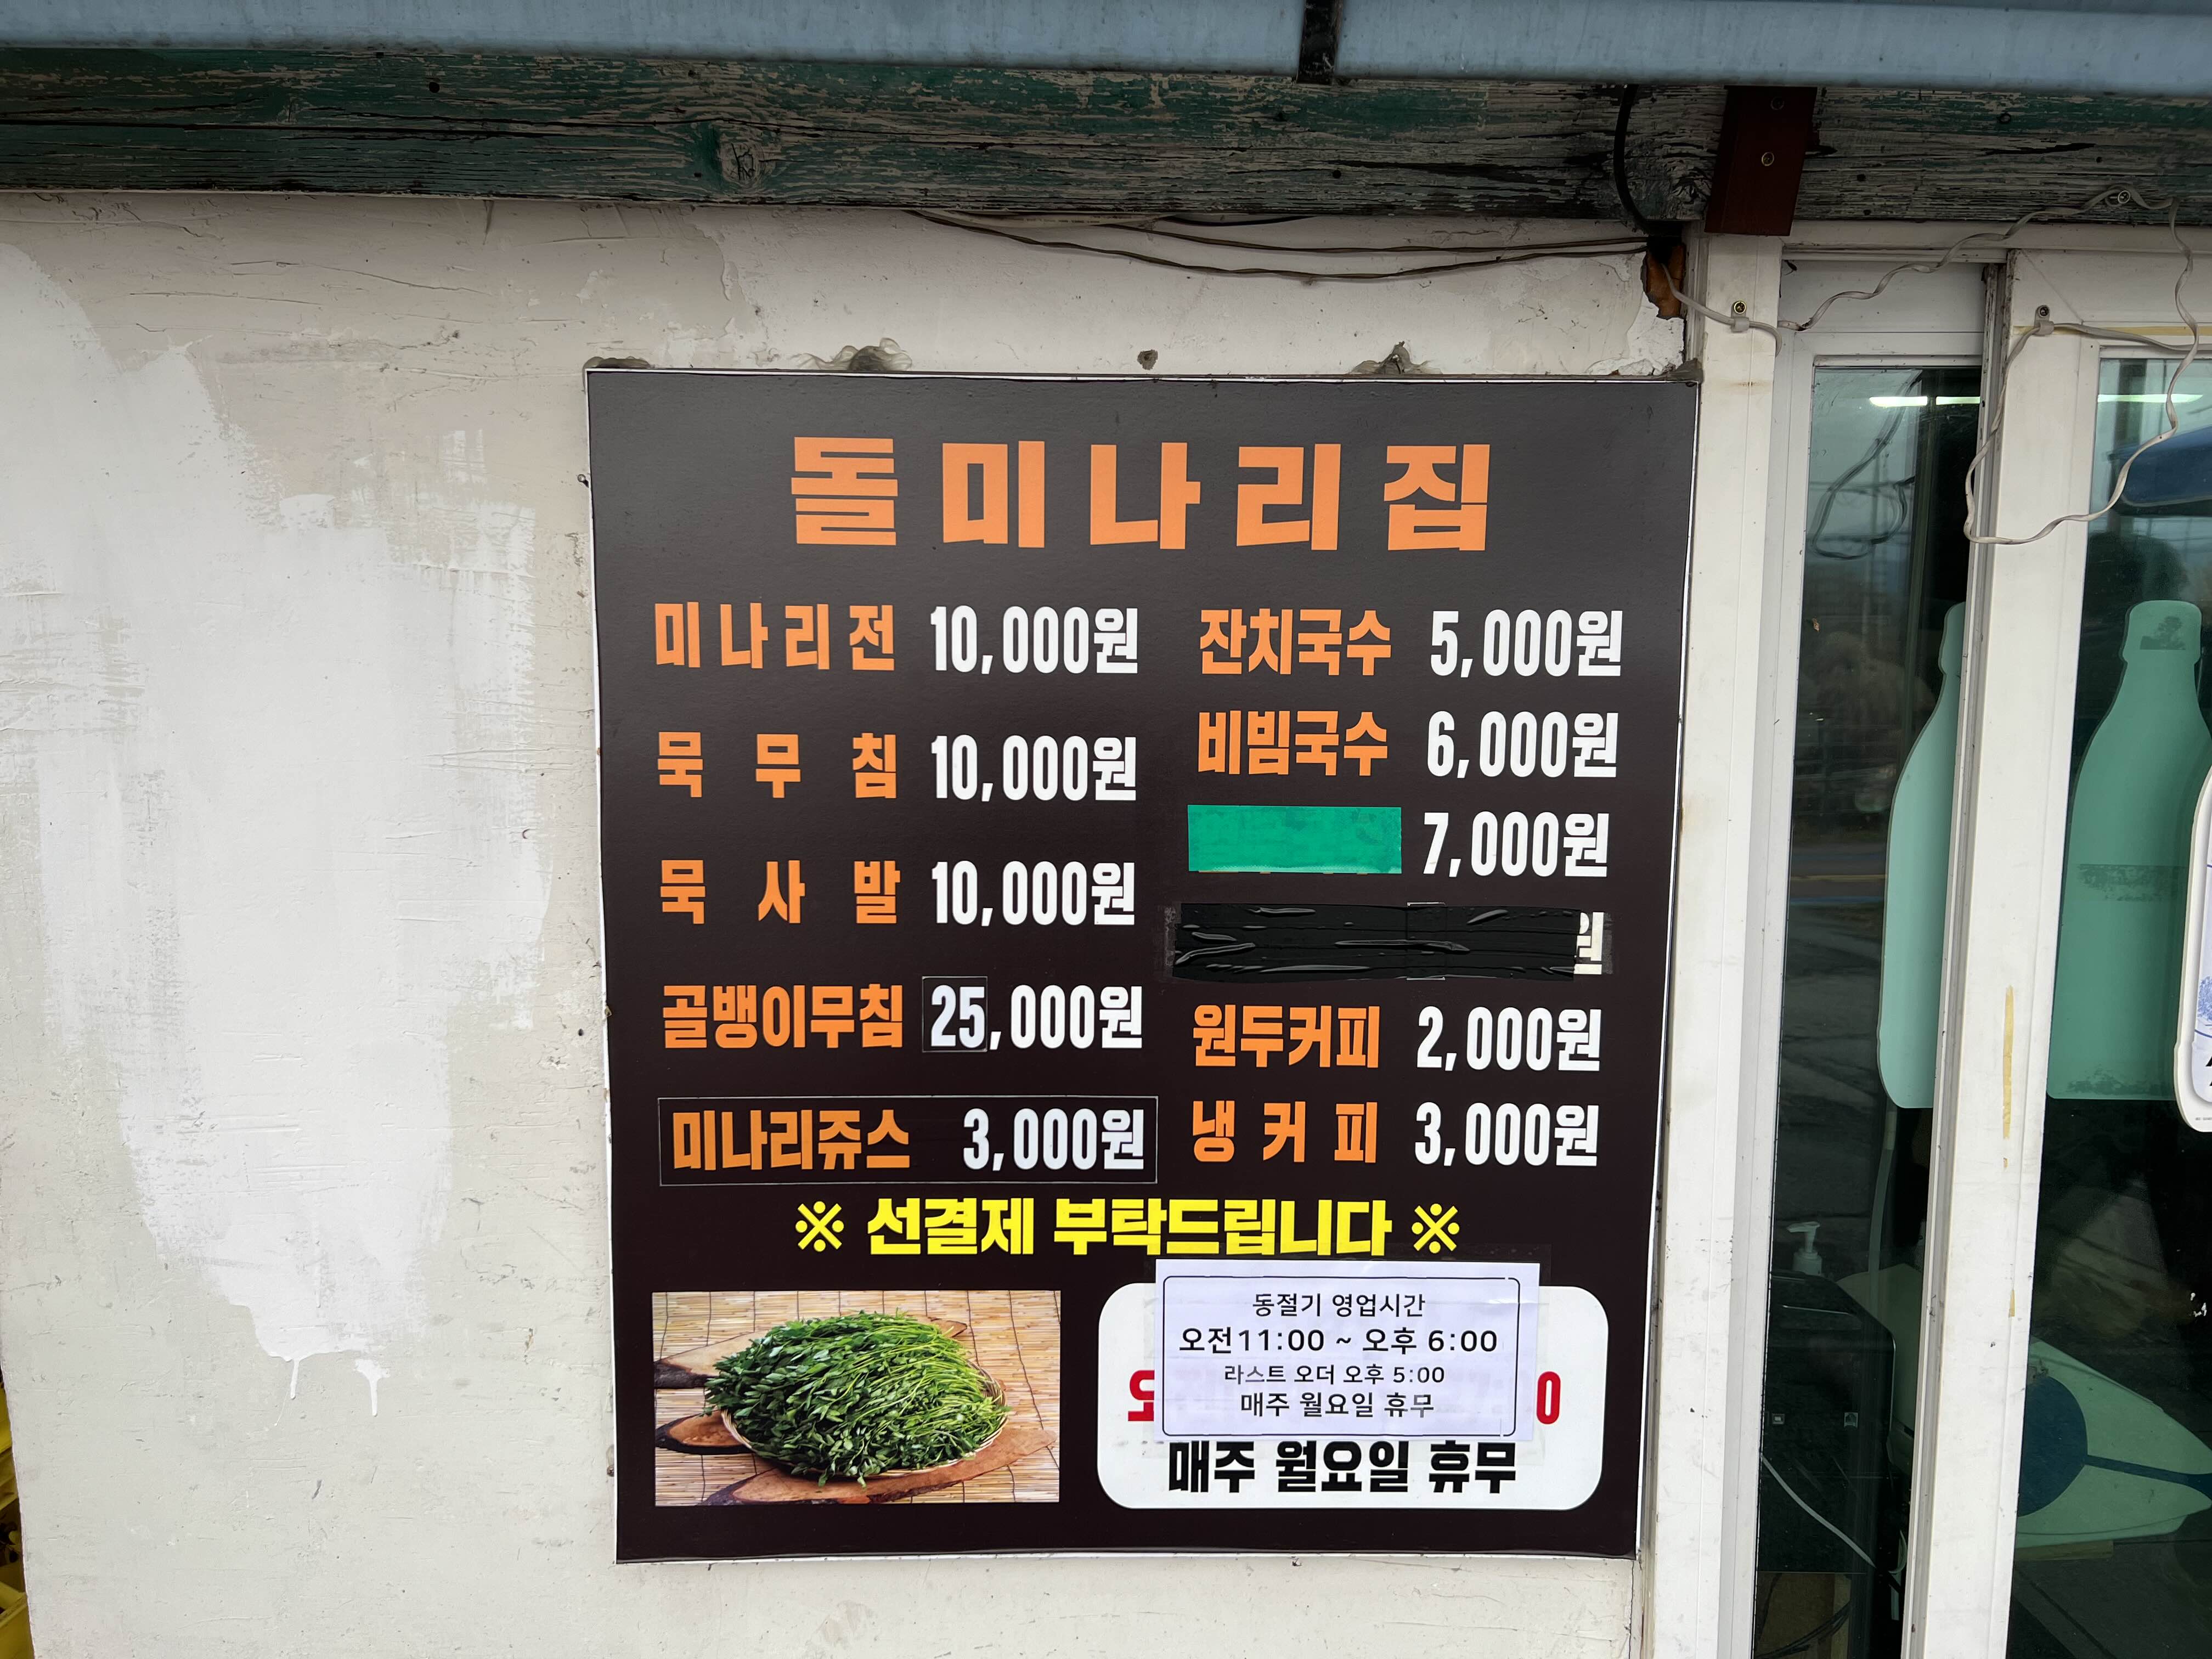 돌미나리집
미나리전 10,000원
묵무침 10,000원
묵사발 10,000원
골뱅이무침 25,000원
미나리쥬스 3,000원
잔치국수 5,000원
비빔국수 6,000원
7,000원
원
원두커피 2,000원
냉커피 3,000원
※ 선결제 부탁드립니다 ※
동절기 영업시간
오전11:00 ~ 오후 6:00
라스트 오더 오후 5:00
매주 월요일 휴무
매주 월요일 휴무